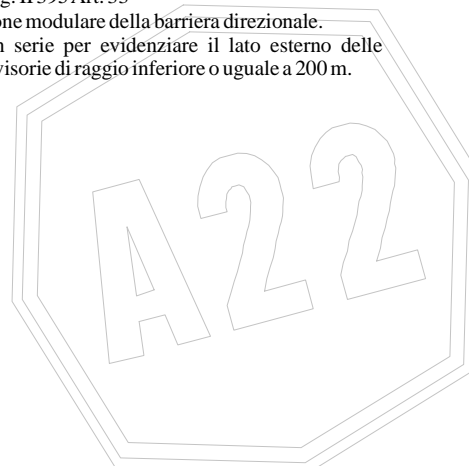 one modulare della barriera direzionale.
n serie per evidenziare il lato esterno delle
visorie di raggio inferiore o uguale a 200 m.
A22